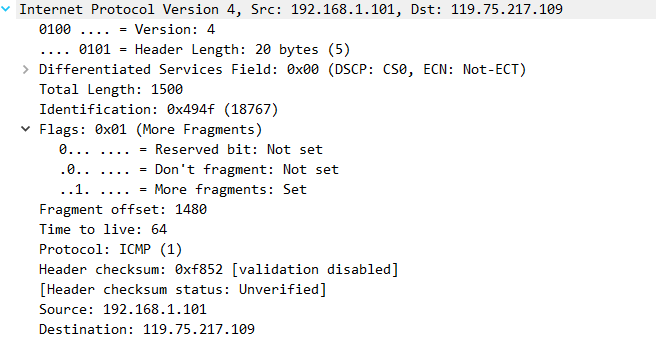 Internet Protocol Version 4, Src: 192.168.1.101, Dst: 119.75.217.109
0100 .... = Version: 4
.... 0101 = Header Length: 20 bytes (5)
Differentiated Services Field: 0x00 (DSCP: CS0, ECN: Not-ECT)
Total Length: 1500
Identification: 0x494f (18767)
Flags: 0x01 (More Fragments)
0... .... = Reserved bit: Not set
.0.. .... = Don't fragment: Not set
..1. .... = More fragments: Set
Fragment offset: 1480
Time to live: 64
Protocol: ICMP (1)
Header checksum: 0xf852 [validation disabled]
[Header checksum status: Unverified]
Source: 192.168.1.101
Destination: 119.75.217.109